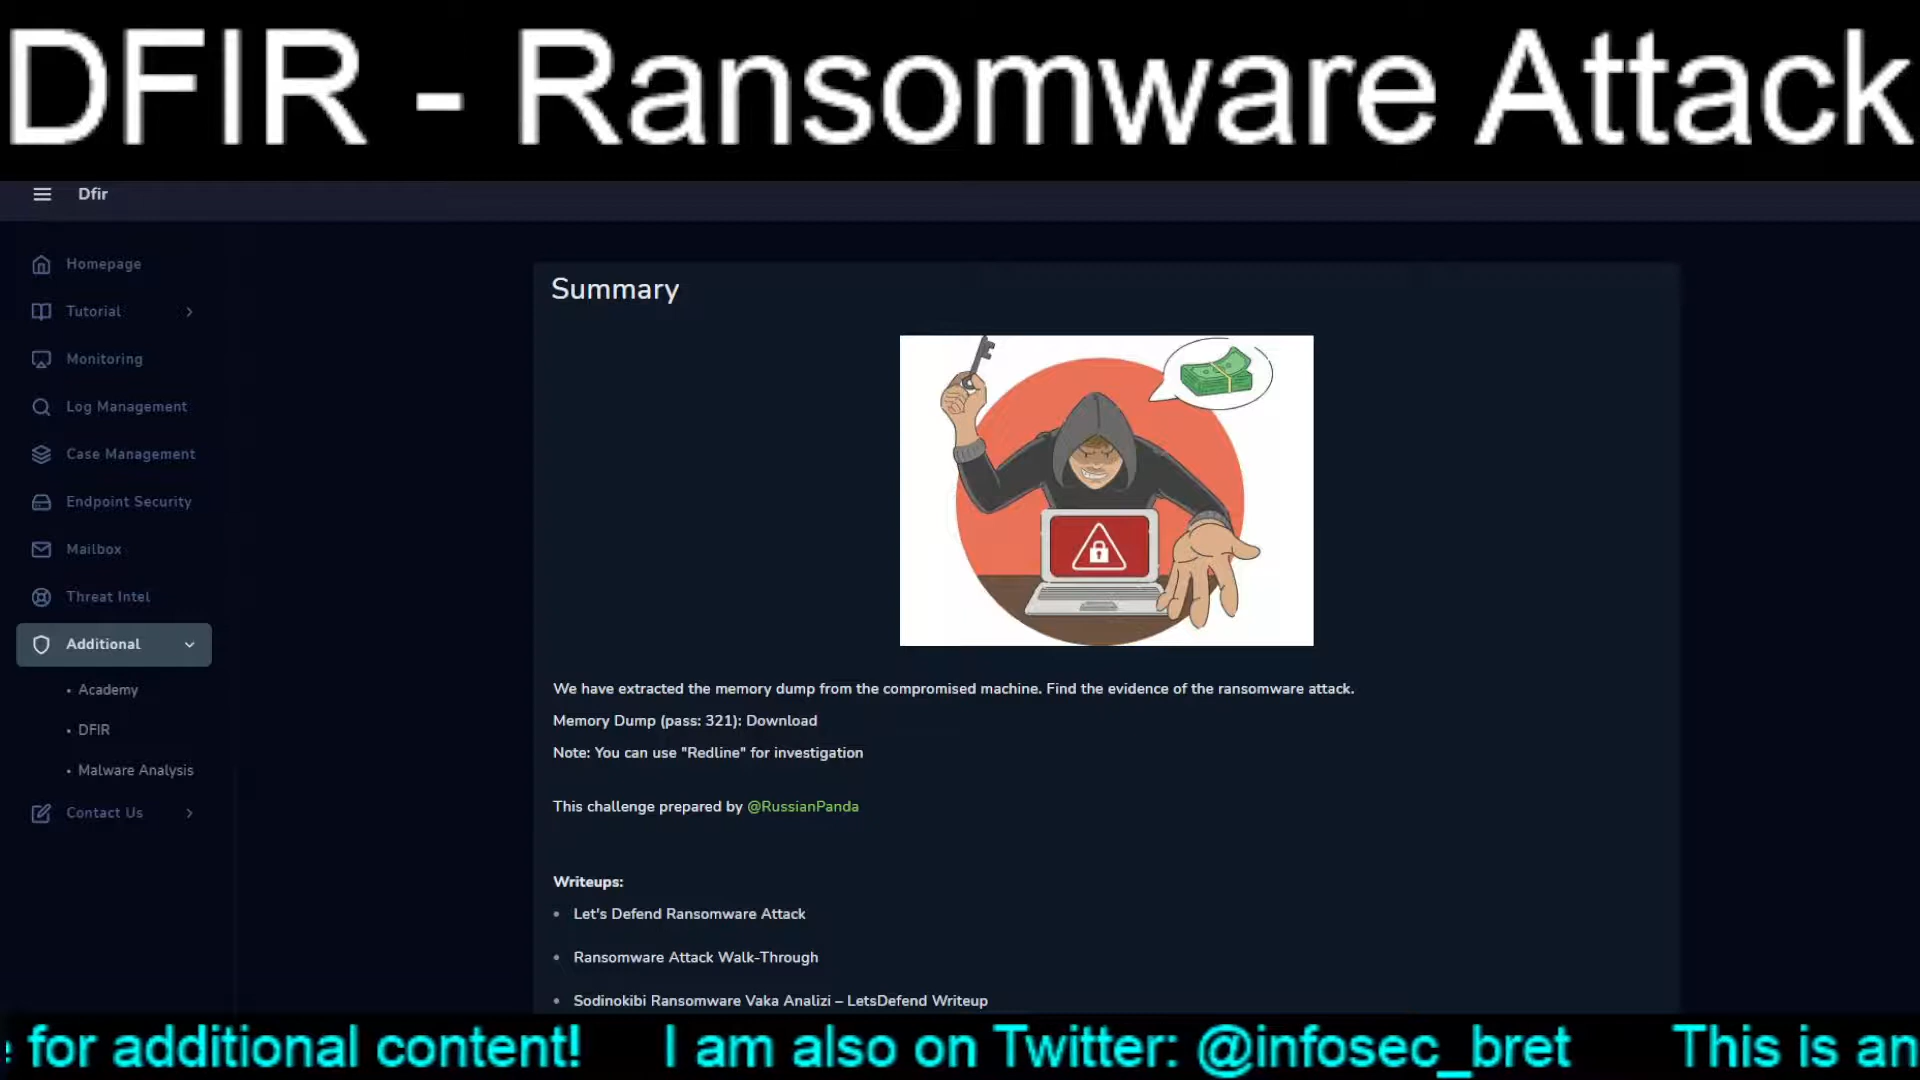 DFIR - Ransomware Attack
Dfir
Homepage
Tutorial
Monitoring
Log Management
Case Management
Endpoint Security
Mailbox
Threat Intel
Additional
Academy
DFIR
Malware Analysis
Contact Us
Summary
We have extracted the memory dump from the compromised machine. Find the evidence of the ransomware attack.
Memory Dump (pass: 321): Download
Note: You can use "Redline" for investigation
This challenge prepared by @RussianPanda
Writeups:
Let's Defend Ransomware Attack
Ransomware Attack Walk-Through
Sodinokibi Ransomware Vaka Analizi – LetsDefend Writeup
for additional content! I am also on Twitter: @infosec_bret This is an